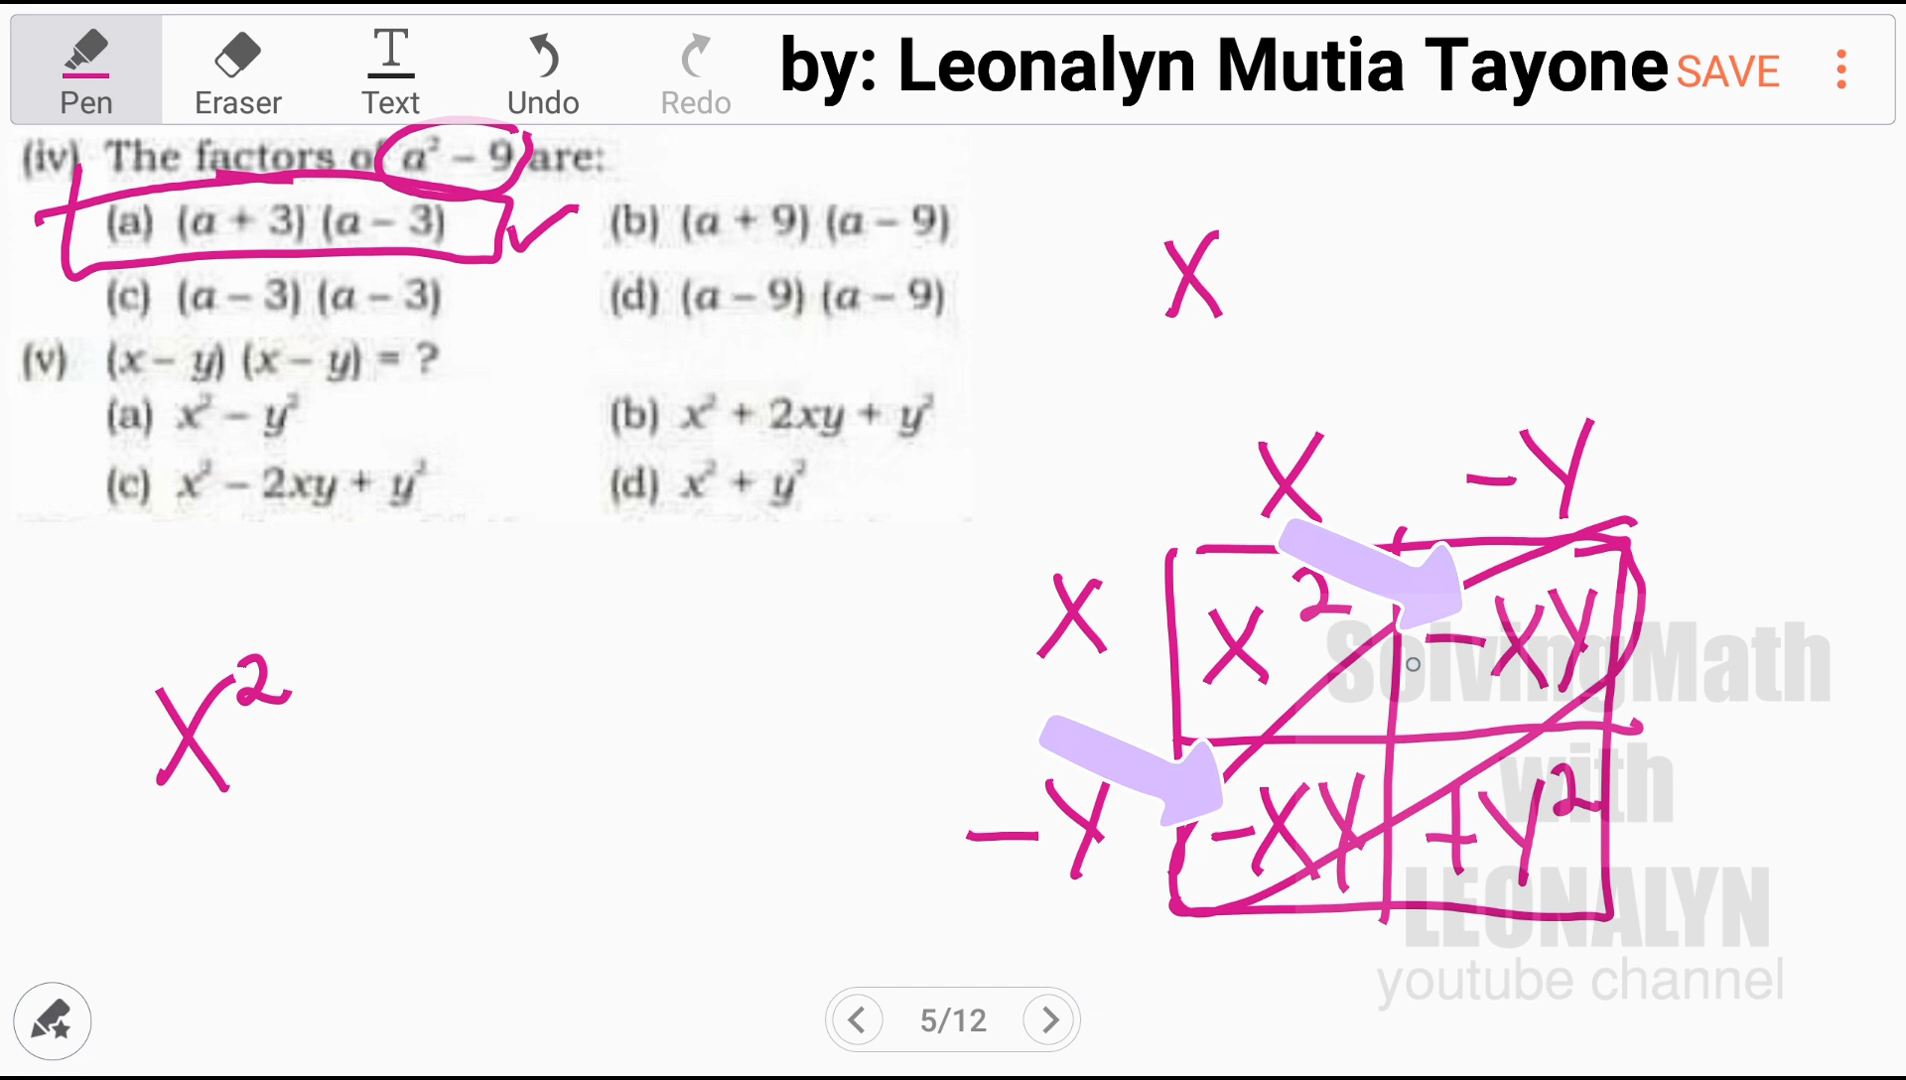 Pen
Eraser
T
Text
Undo
Redo
by: Leonalyn Mutia Tayone
SAVE
(iv) The factors of a² – 9 are:
(a) (a + 3) (a – 3) (b) (a + 9) (a – 9)
(c) (a – 3) (a – 3) (d) (a – 9) (a – 9)
(v) (x – y) (x – y) = ?
(a) x² – y² (b) x² + 2xy + y²
(c) x² – 2xy + y² (d) x² + y²
X
X -Y
X X² -XY
-Y -XY +Y²
X²
SolvingMath
with
LEONALYN
youtube channel
5/12